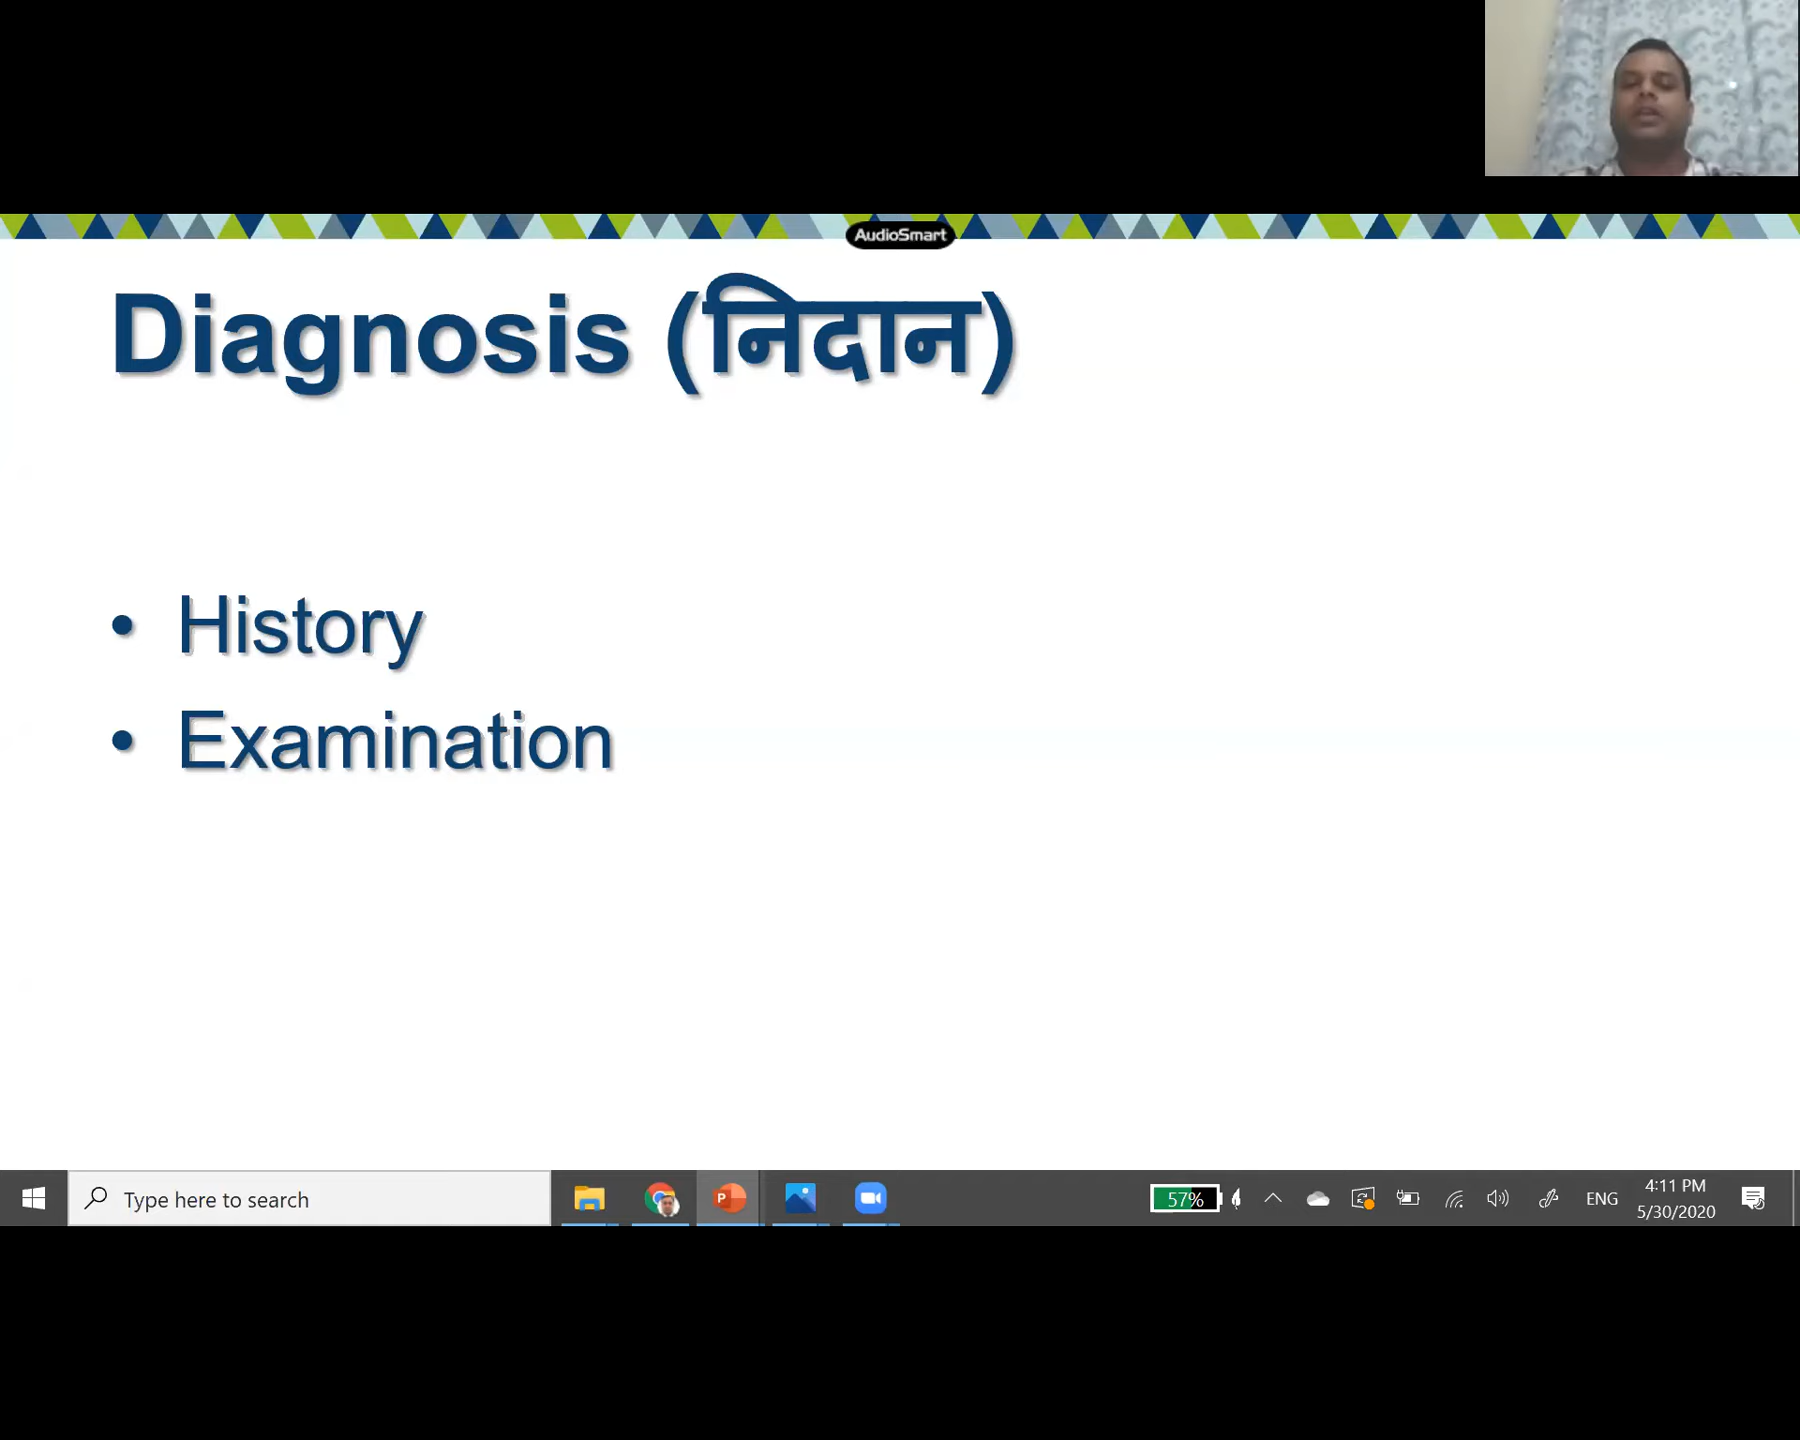 AudioSmart
Diagnosis (निदान)
• History
• Examination
Type here to search
57%
ENG
4:11 PM
5/30/2020